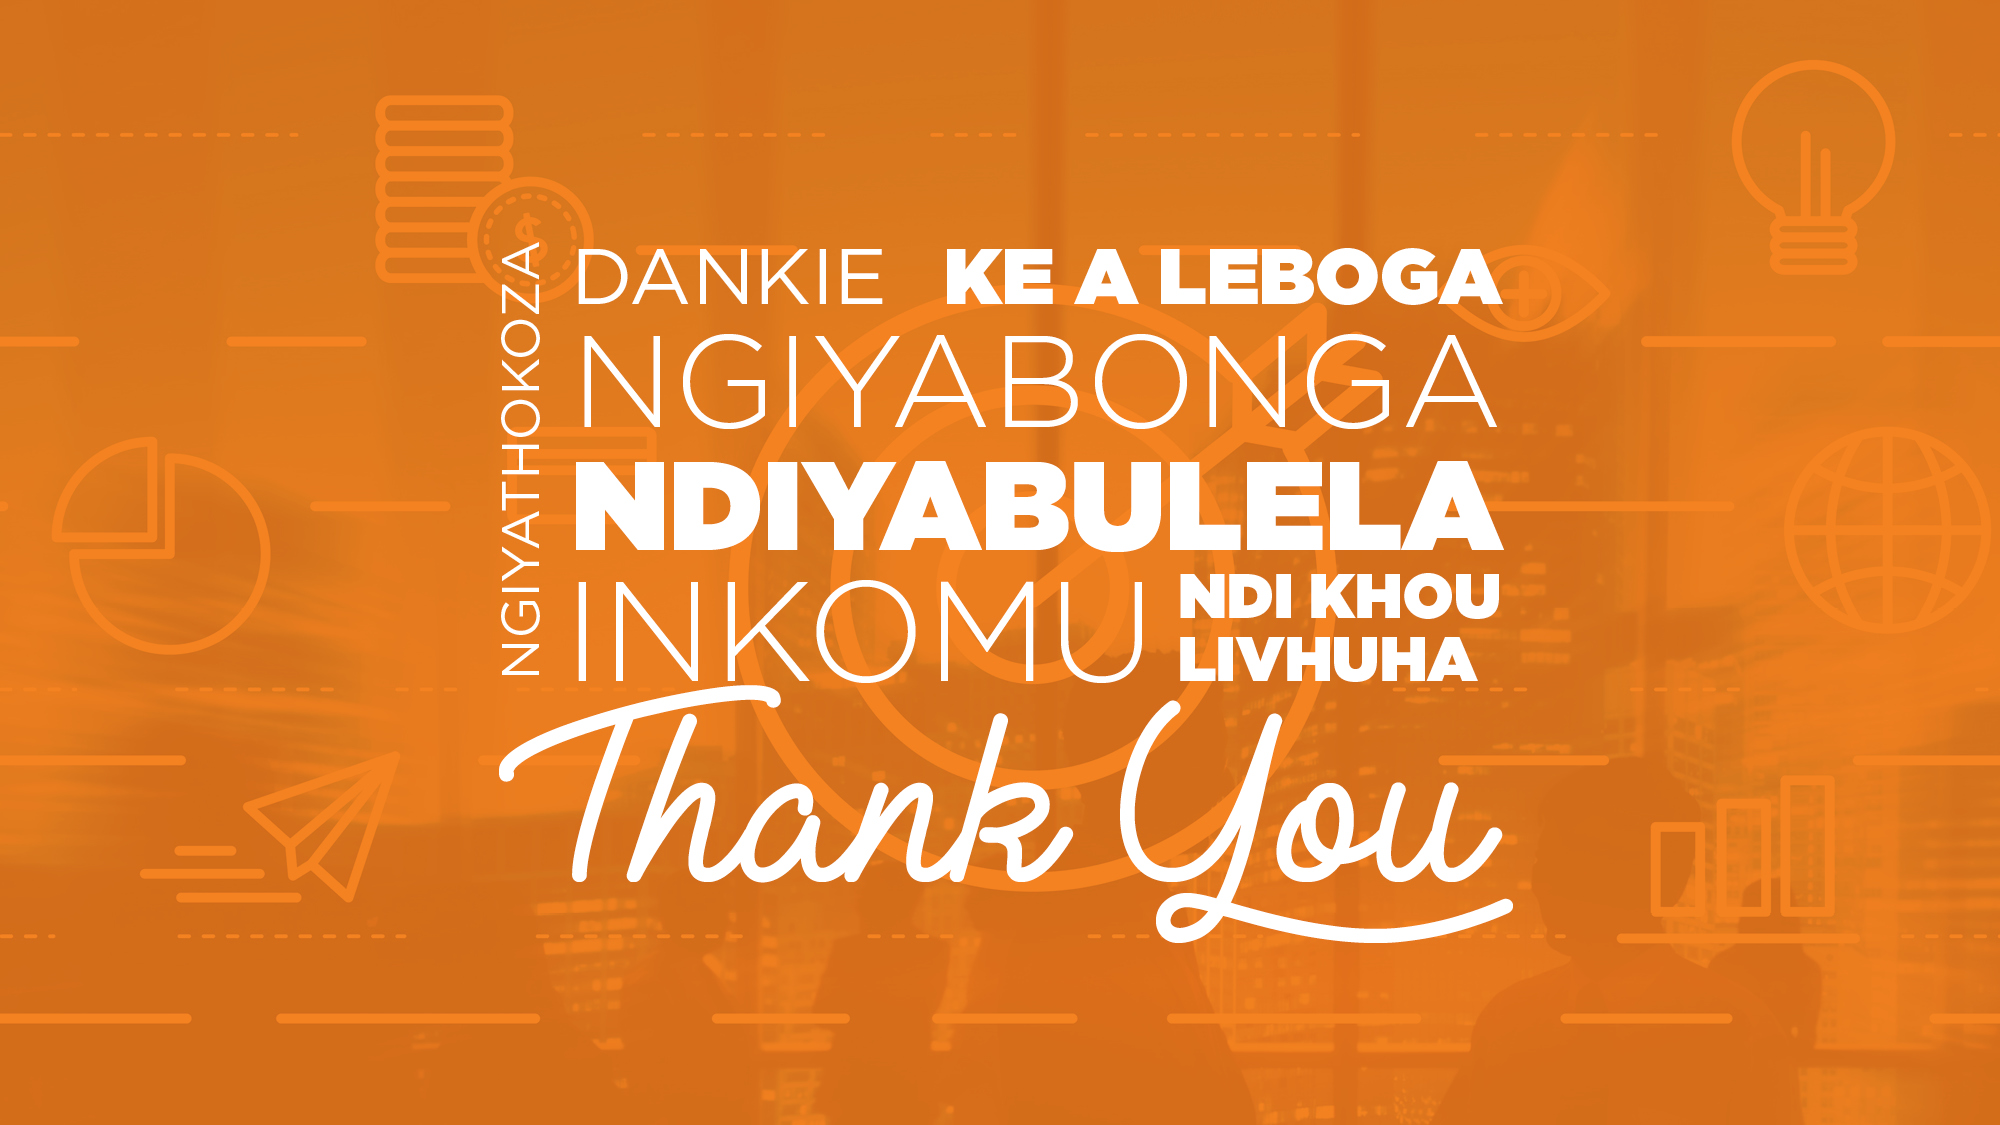 NGIYATHOKOZA
DANKIE KE A LEBOGA
NGIYABONGA
NDIYABULELA
INKOMU NDI KHOU
LIVHUHA
Thank You
$